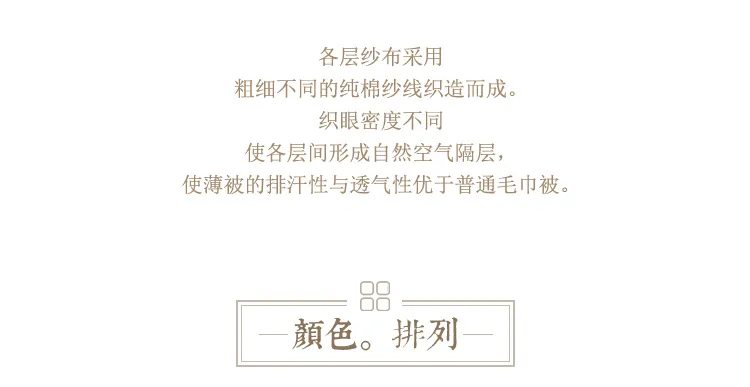 各层纱布采用
粗细不同的纯棉纱线织造而成。
织眼密度不同
使各层间形成自然空气隔层，
使薄被的排汗性与透气性优于普通毛巾被。
顔色。排列